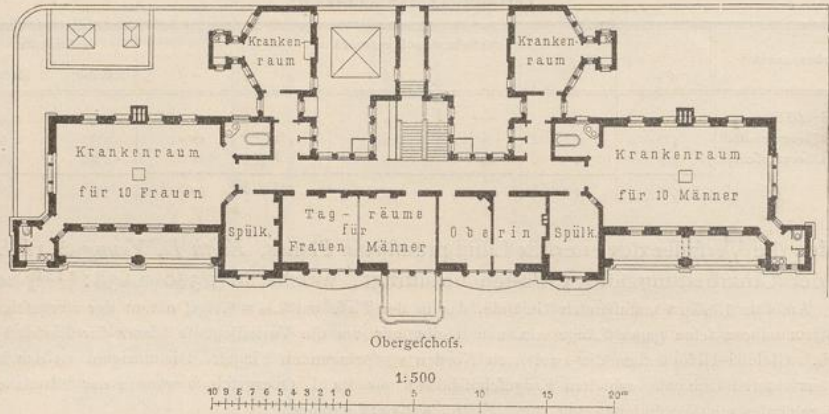 Kranken
raum
Kranken-
raum
Krankenraum
für 10 Frauen
Krankenraum
für 10 Männer
Spülk.
Tag- räume
für
Frauen Männer
Oberin
Spülk.
Obergeſchoſs.
1:500
10 9 8 7 6 5 4 3 2 1 0 5 10 15 20m